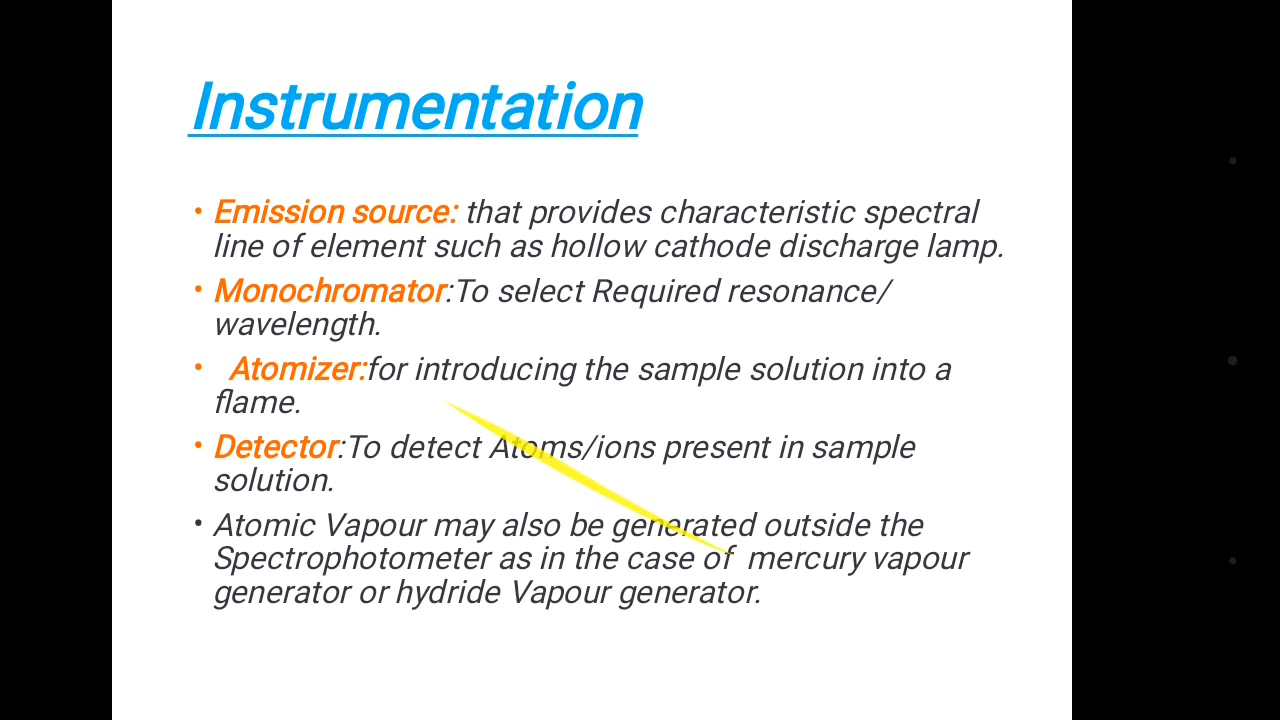 Instrumentation
• Emission source: that provides characteristic spectral
line of element such as hollow cathode discharge lamp.
• Monochromator:To select Required resonance/
wavelength.
• Atomizer:for introducing the sample solution into a
flame.
• Detector:To detect Atoms/ions present in sample
solution.
• Atomic Vapour may also be generated outside the
Spectrophotometer as in the case of mercury vapour
generator or hydride Vapour generator.